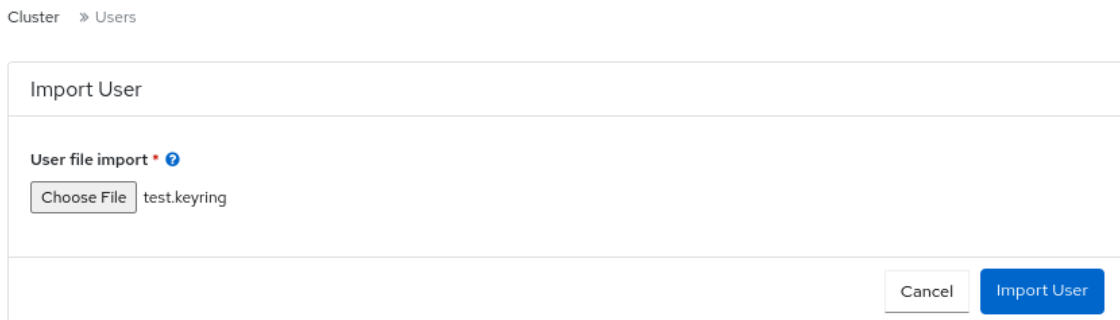 Cluster » Users
Import User
User file import * ?
Choose File test.keyring
Cancel Import User